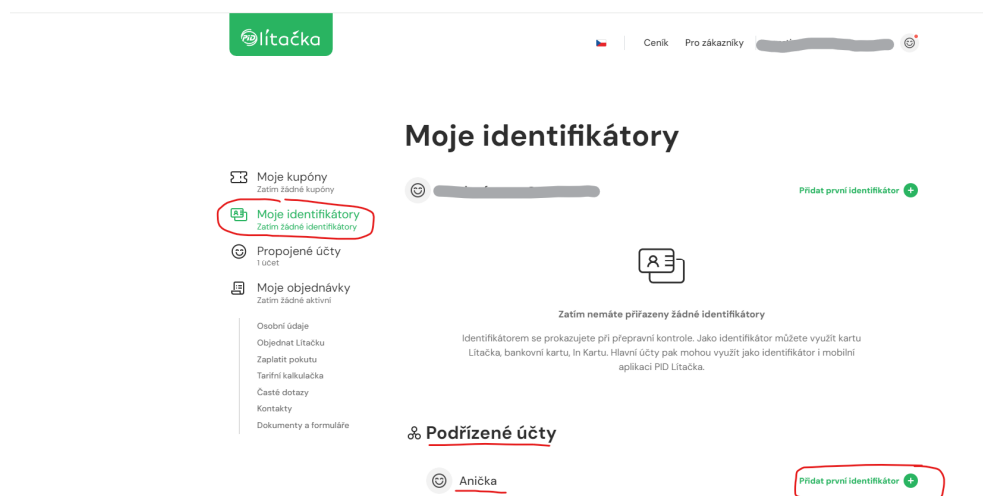 PID lítačka
Ceník Pro zákazníky
Moje identifikátory
Moje kupóny
Zatím žádné kupóny
Přidat první identifikátor +
Moje identifikátory
Zatím žádné identifikátory
Propojené účty
1 účet
Moje objednávky
Zatím žádné aktivní
Osobní údaje
Objednat Lítačku
Zaplatit pokutu
Tarifní kalkulačka
Časté dotazy
Kontakty
Dokumenty a formuláře
Zatím nemáte přiřazeny žádné identifikátory
Identifikátorem se prokazujete při přepravní kontrole. Jako identifikátor můžete využít kartu
Lítačka, bankovní kartu, In Kartu. Hlavní účty pak mohou využít jako identifikátor i mobilní
aplikaci PID Lítačka.
Podřízené účty
Anička
Přidat první identifikátor +